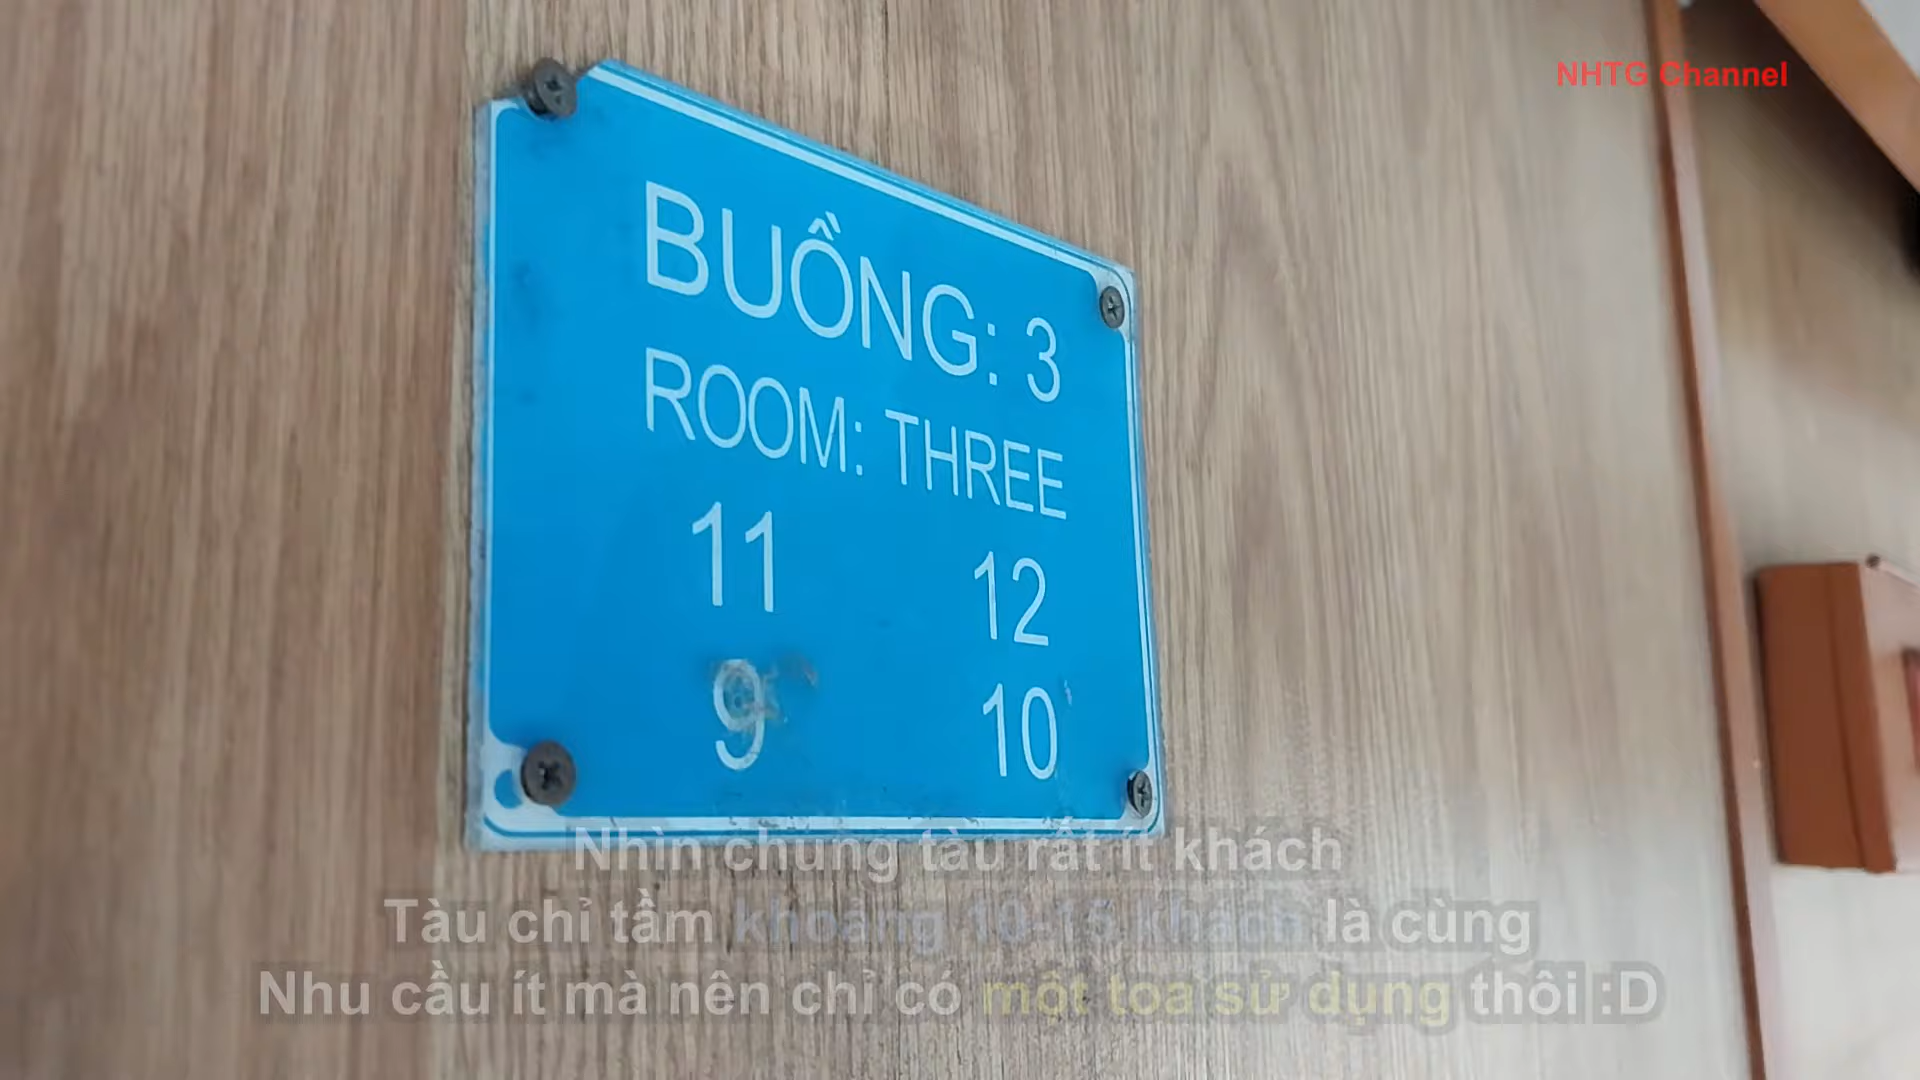 NHTG Channel
BUỒNG: 3
ROOM: THREE
11 12
9 10
Nhìn chung tàu rất ít khách
Tàu chỉ tầm khoảng 10-15 khách là cùng
Nhu cầu ít mà nên chỉ có một toa sử dụng thôi :D